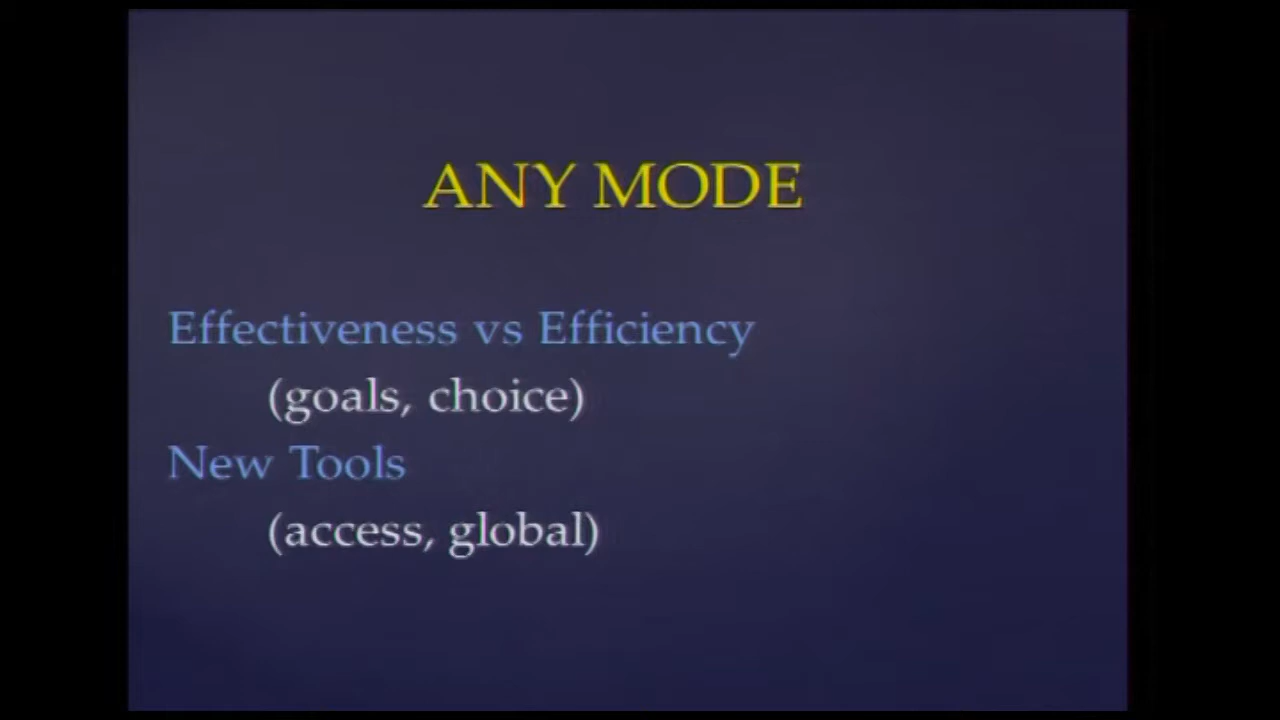 ANY MODE
Effectiveness vs Efficiency
(goals, choice)
New Tools
(access, global)